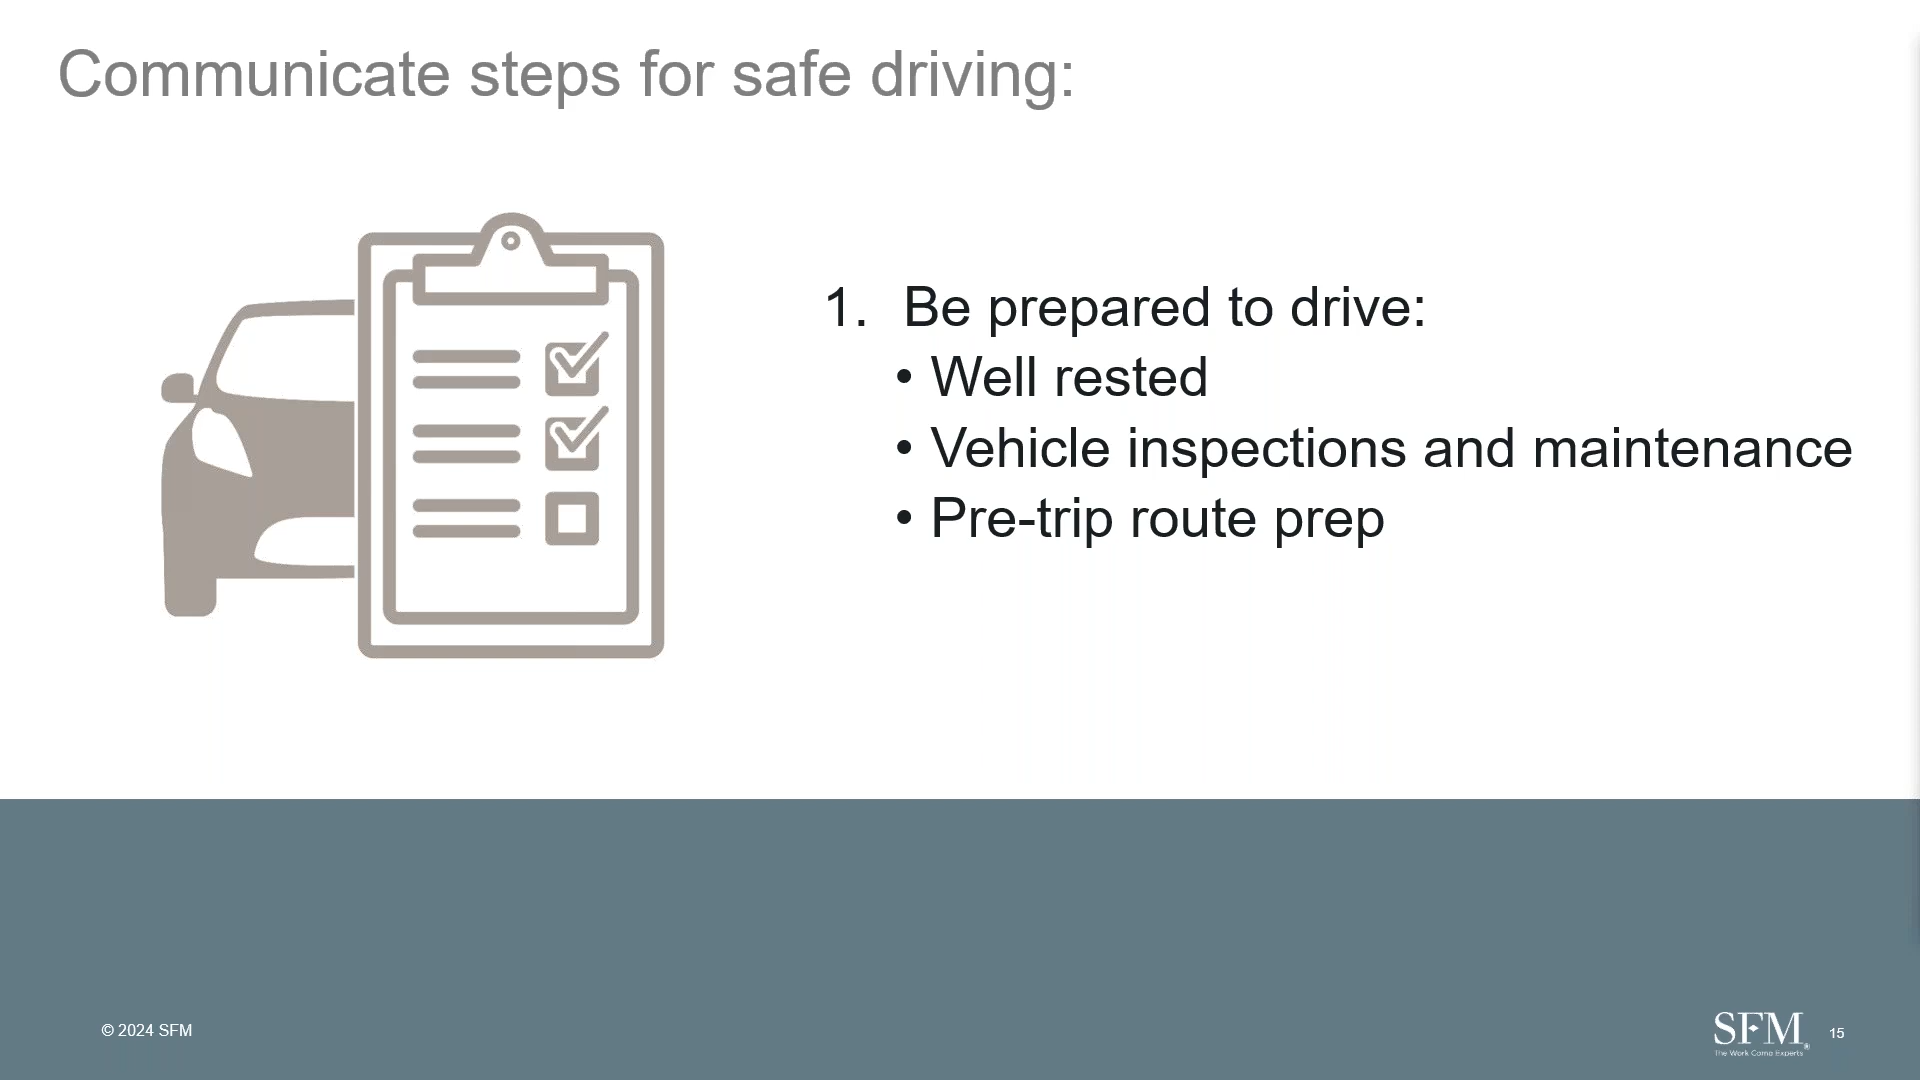 Communicate steps for safe driving:
1. Be prepared to drive:
• Well rested
• Vehicle inspections and maintenance
• Pre-trip route prep
© 2024 SFM
SFM®
The Work Comp Experts
15